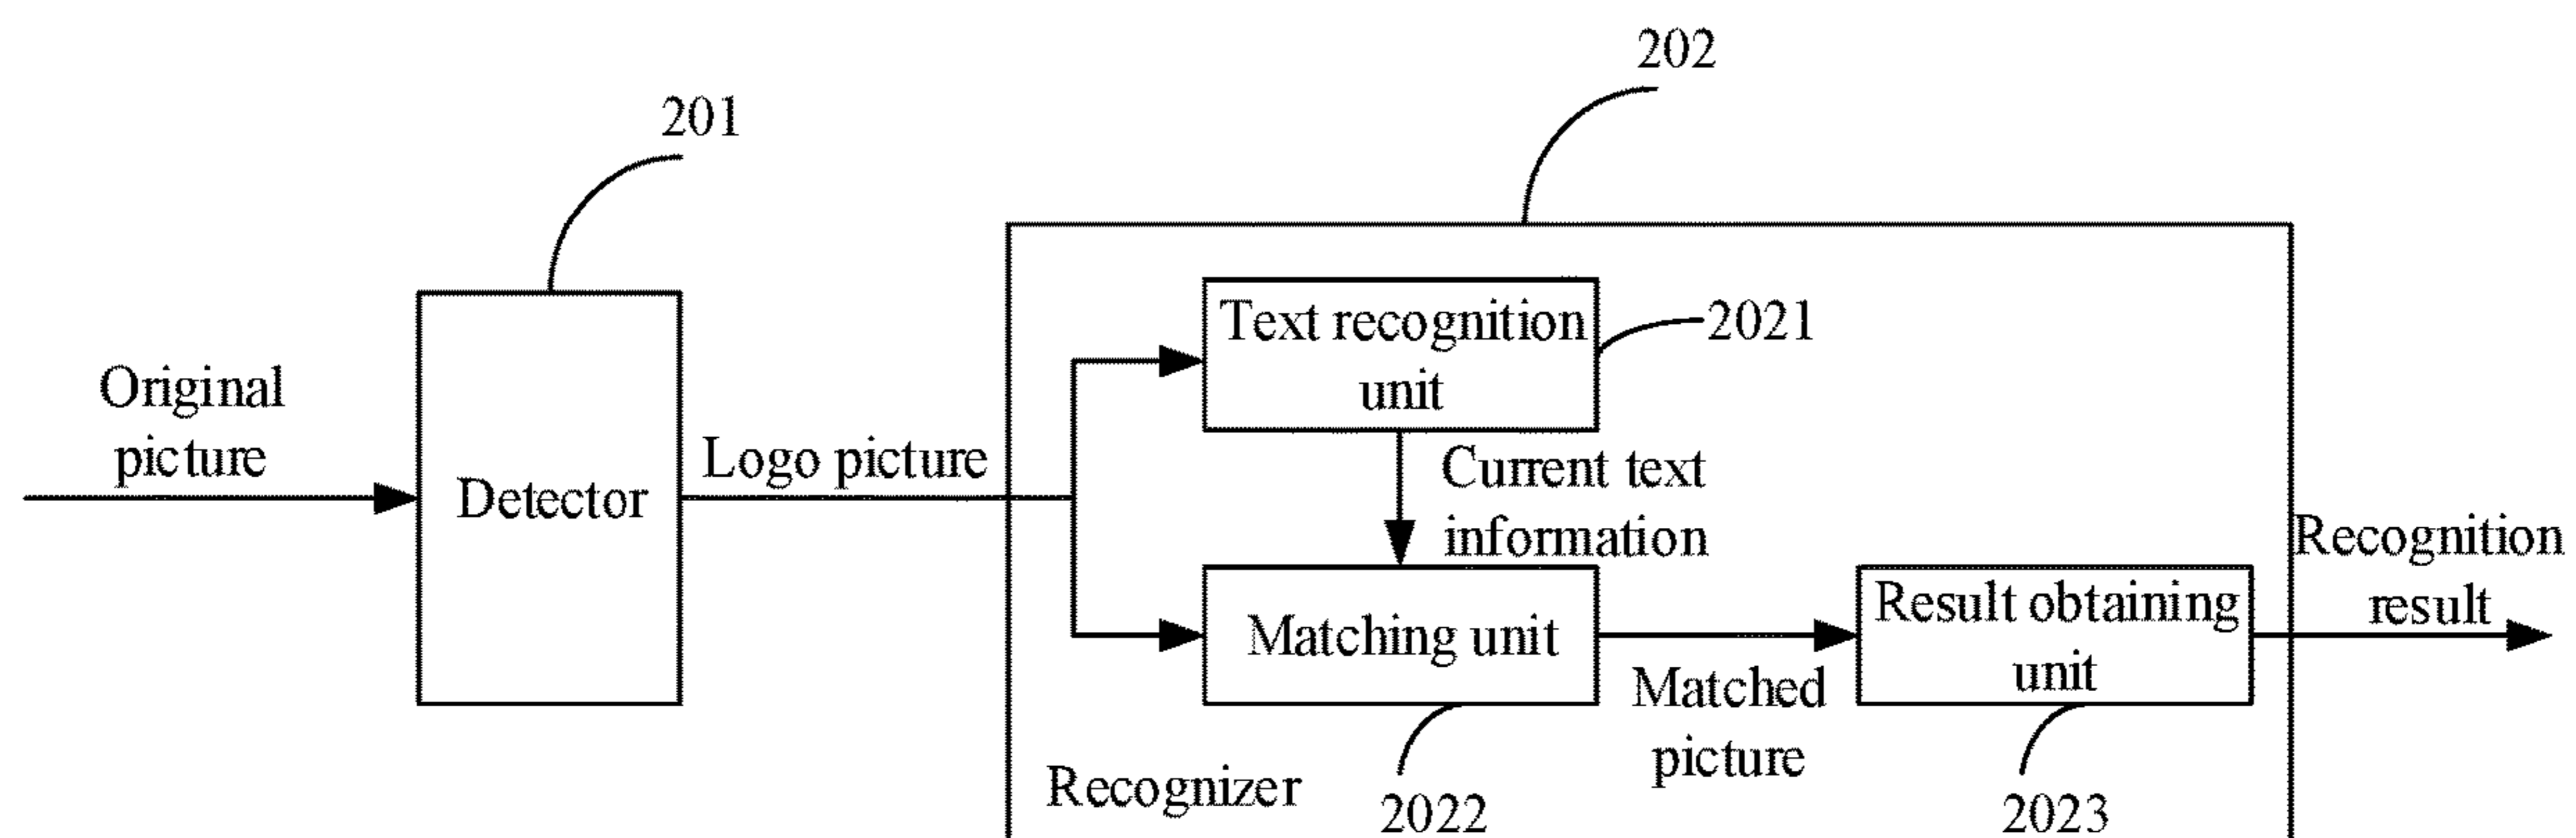 202
201
Text recognition
unit
2021
Original
picture
Detector
Logo picture
Current text
information
Matching unit
Result obtaining
unit
Recognition
result
Matched
picture
Recognizer
2022
2023